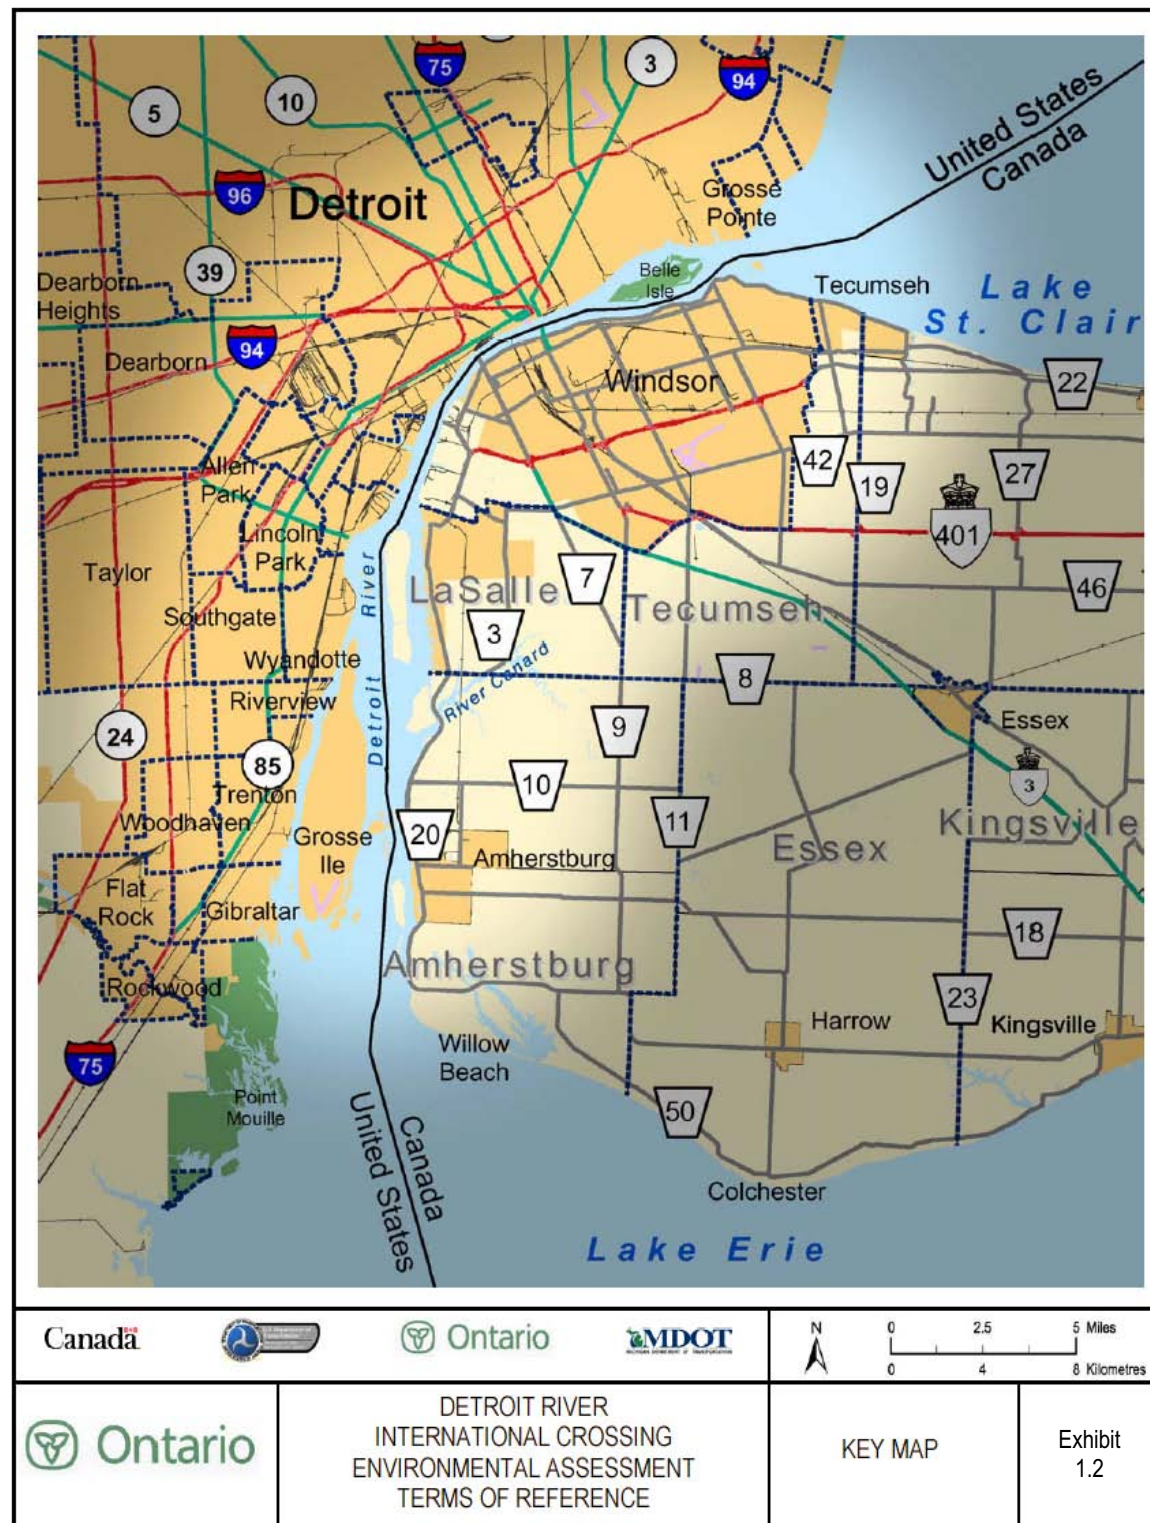 75
3
94
5
10
United States
Canada
96
Detroit
Grosse
Pointe
39
Belle
Isle
Tecumseh
Lake
St. Clair
Dearborn
Heights
94
Dearborn
Windsor
22
42
19
27
401
Allen
Park
Lincoln
Park
Taylor
Detroit River
LaSalle
7
Tecumseh
46
Southgate
3
Wyandotte
Riverview
River Canard
8
24
85
Detroit River
9
Essex
3
Trenton
Woodhaven
10
20
11
Kingsville
Grosse
Ile
Amherstburg
Essex
Flat
Rock
Gibraltar
18
Amherstburg
Rockwood
23
Harrow
Kingsville
75
Willow
Beach
Point
Mouille
50
Canada
United States
Colchester
Lake Erie
Canada
Ontario
MDOT
N
0 2.5 5 Miles
0 4 8 Kilometres
Ontario
DETROIT RIVER
INTERNATIONAL CROSSING
ENVIRONMENTAL ASSESSMENT
TERMS OF REFERENCE
KEY MAP
Exhibit
1.2